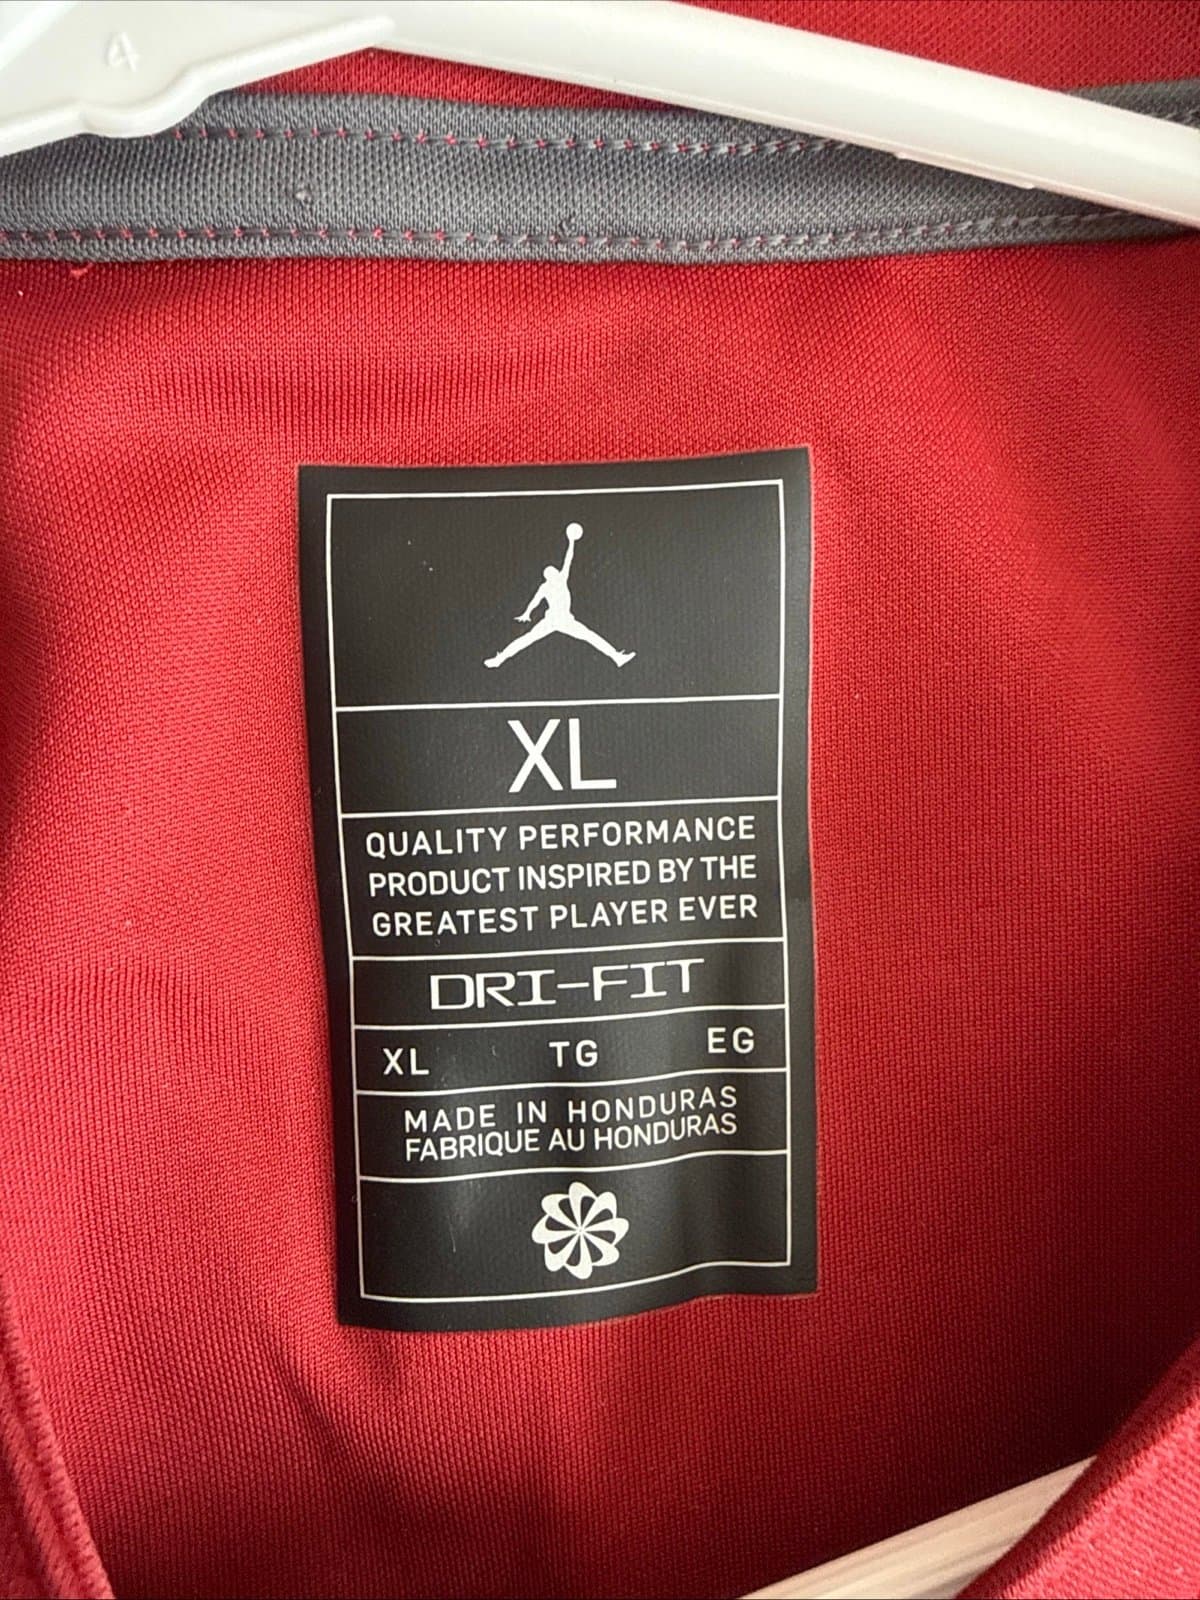 4
XL
QUALITY PERFORMANCE
PRODUCT INSPIRED BY THE
GREATEST PLAYER EVER
DRI-FIT
XL TG EG
MADE IN HONDURAS
FABRIQUE AU HONDURAS